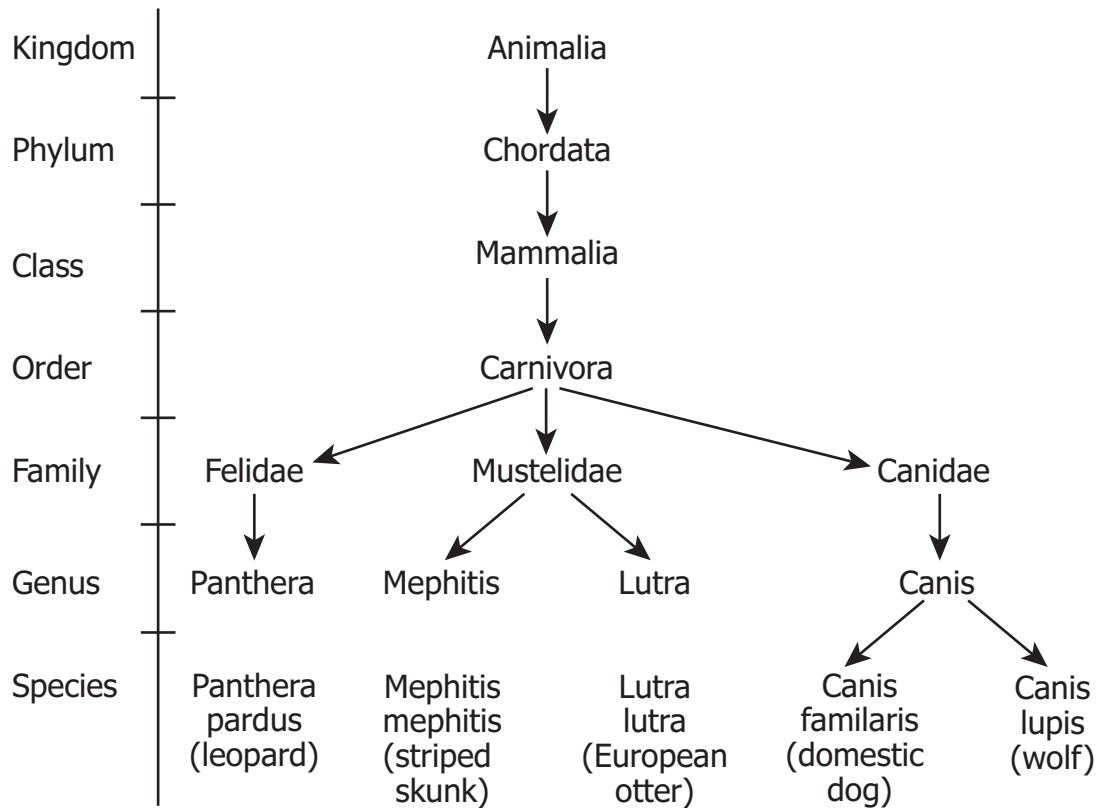 Kingdom Animalia
Phylum Chordata
Class Mammalia
Order Carnivora
Family Felidae Mustelidae Canidae
Genus Panthera Mephitis Lutra Canis
Species
Panthera
pardus
(leopard)
Mephitis
mephitis
(striped
skunk)
Lutra
lutra
(European
otter)
Canis
familaris
(domestic
dog)
Canis
lupis
(wolf)